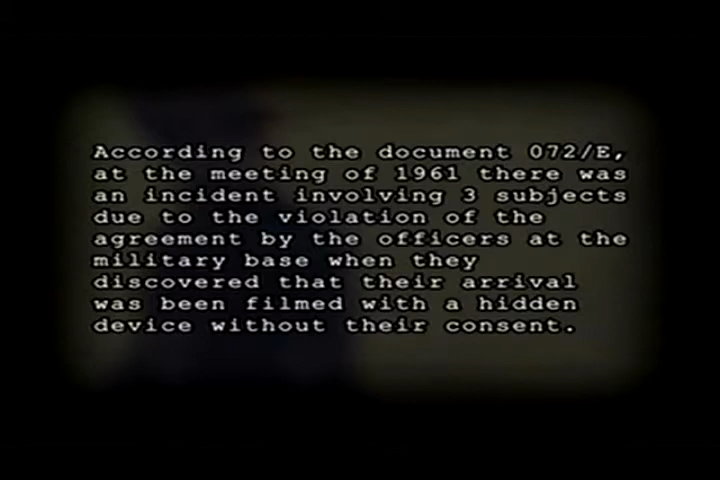 According to the document 072/E,
at the meeting of 1961 there was
an incident involving 3 subjects
due to the violation of the
agreement by the officers at the
military base when they
discovered that their arrival
was been filmed with a hidden
device without their consent.